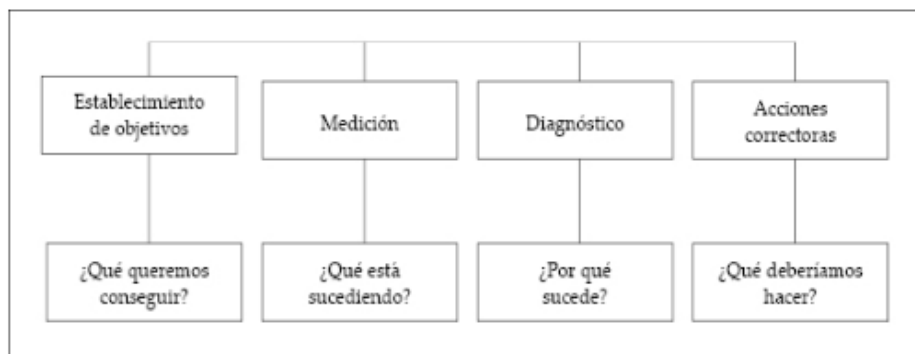 Establecimiento
de objetivos
Medición
Diagnóstico
Acciones
correctoras
¿Qué queremos
conseguir?
¿Qué está
sucediendo?
¿Por qué
sucede?
¿Qué deberíamos
hacer?